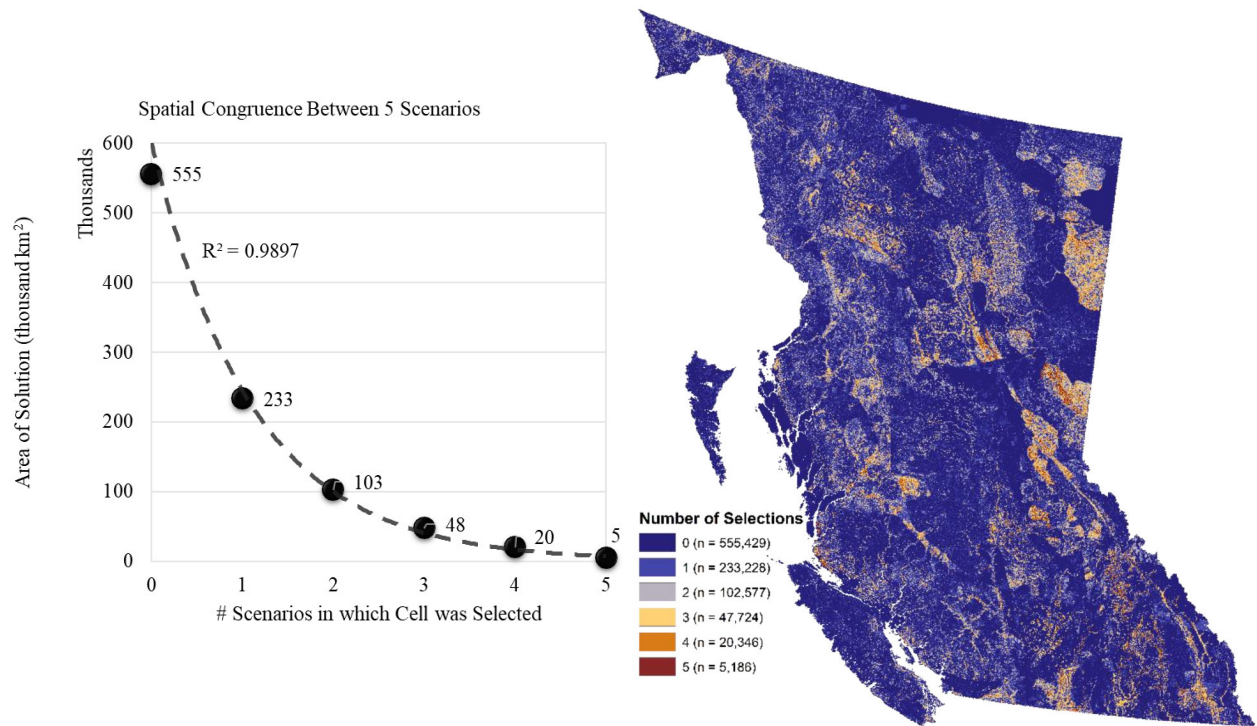 Spatial Congruence Between 5 Scenarios
Area of Solution (thousand km²)
Thousands
600
500
400
300
200
100
0
555
R² = 0.9897
233
103
48
20
5
0
1
2
3
4
5
# Scenarios in which Cell was Selected
Number of Selections
0 (n = 555,429)
1 (n = 233,228)
2 (n = 102,577)
3 (n = 47,724)
4 (n = 20,346)
5 (n = 5,186)